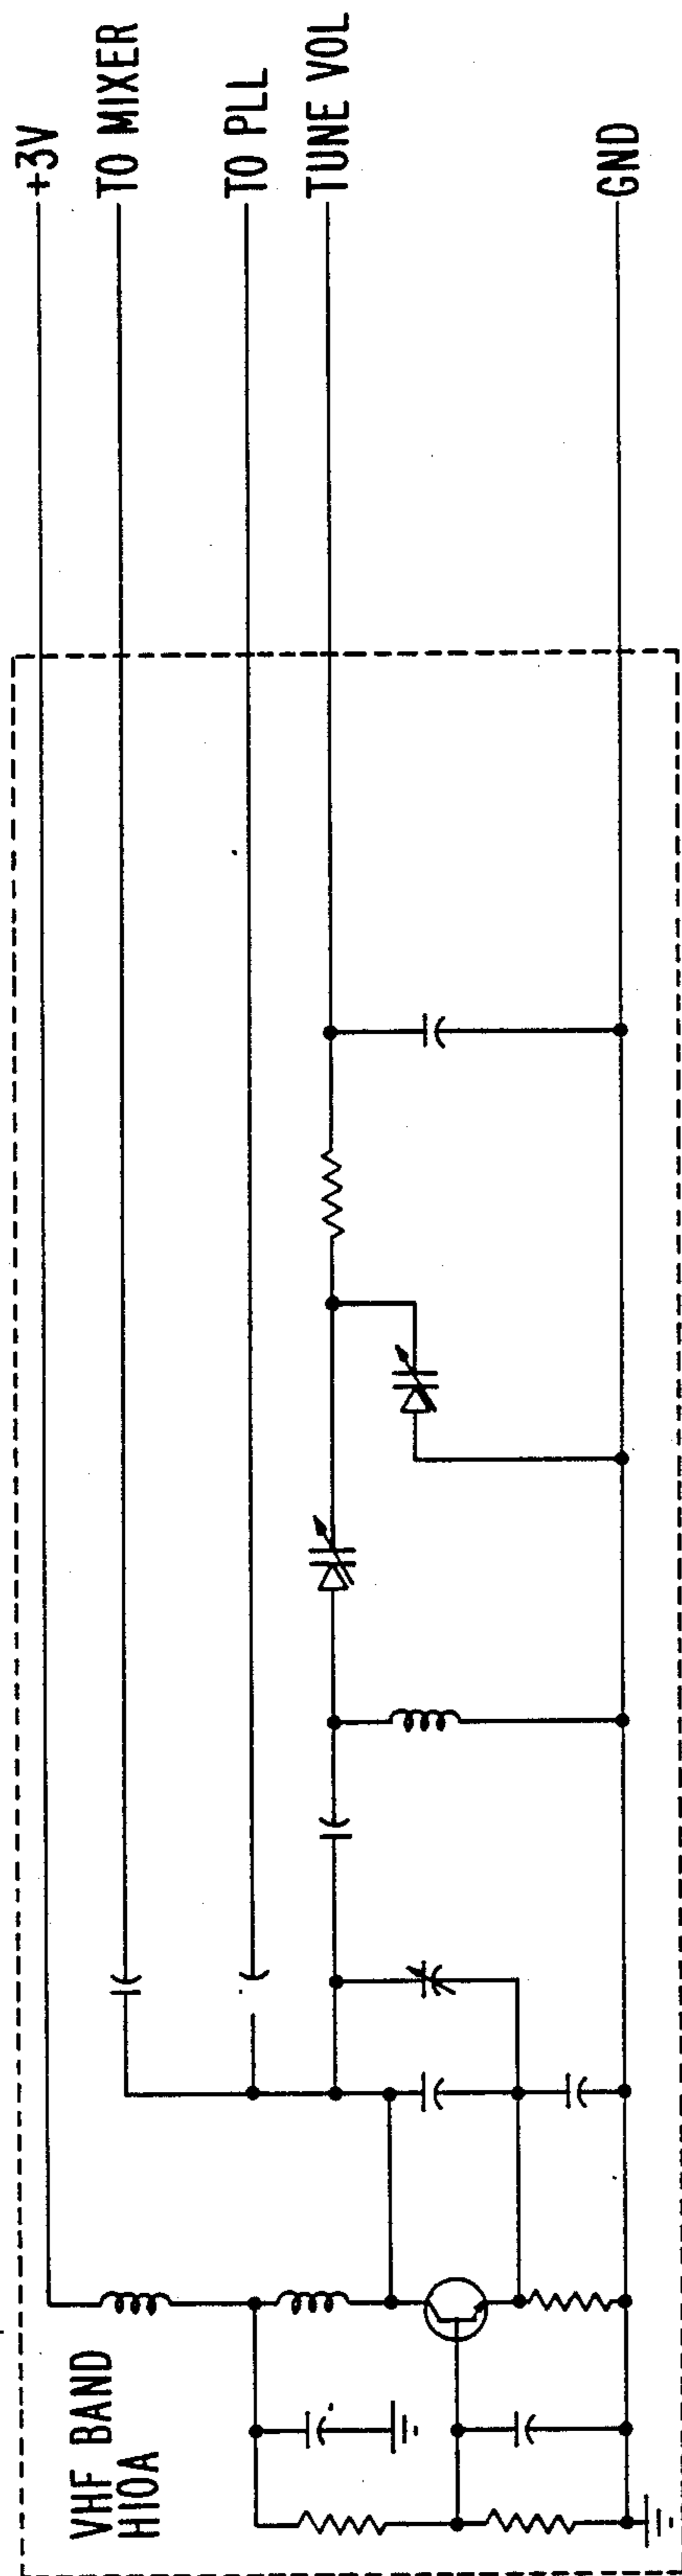 +3V
TO MIXER
TO PLL
TUNE VOL
GND
VHF BAND
H10A